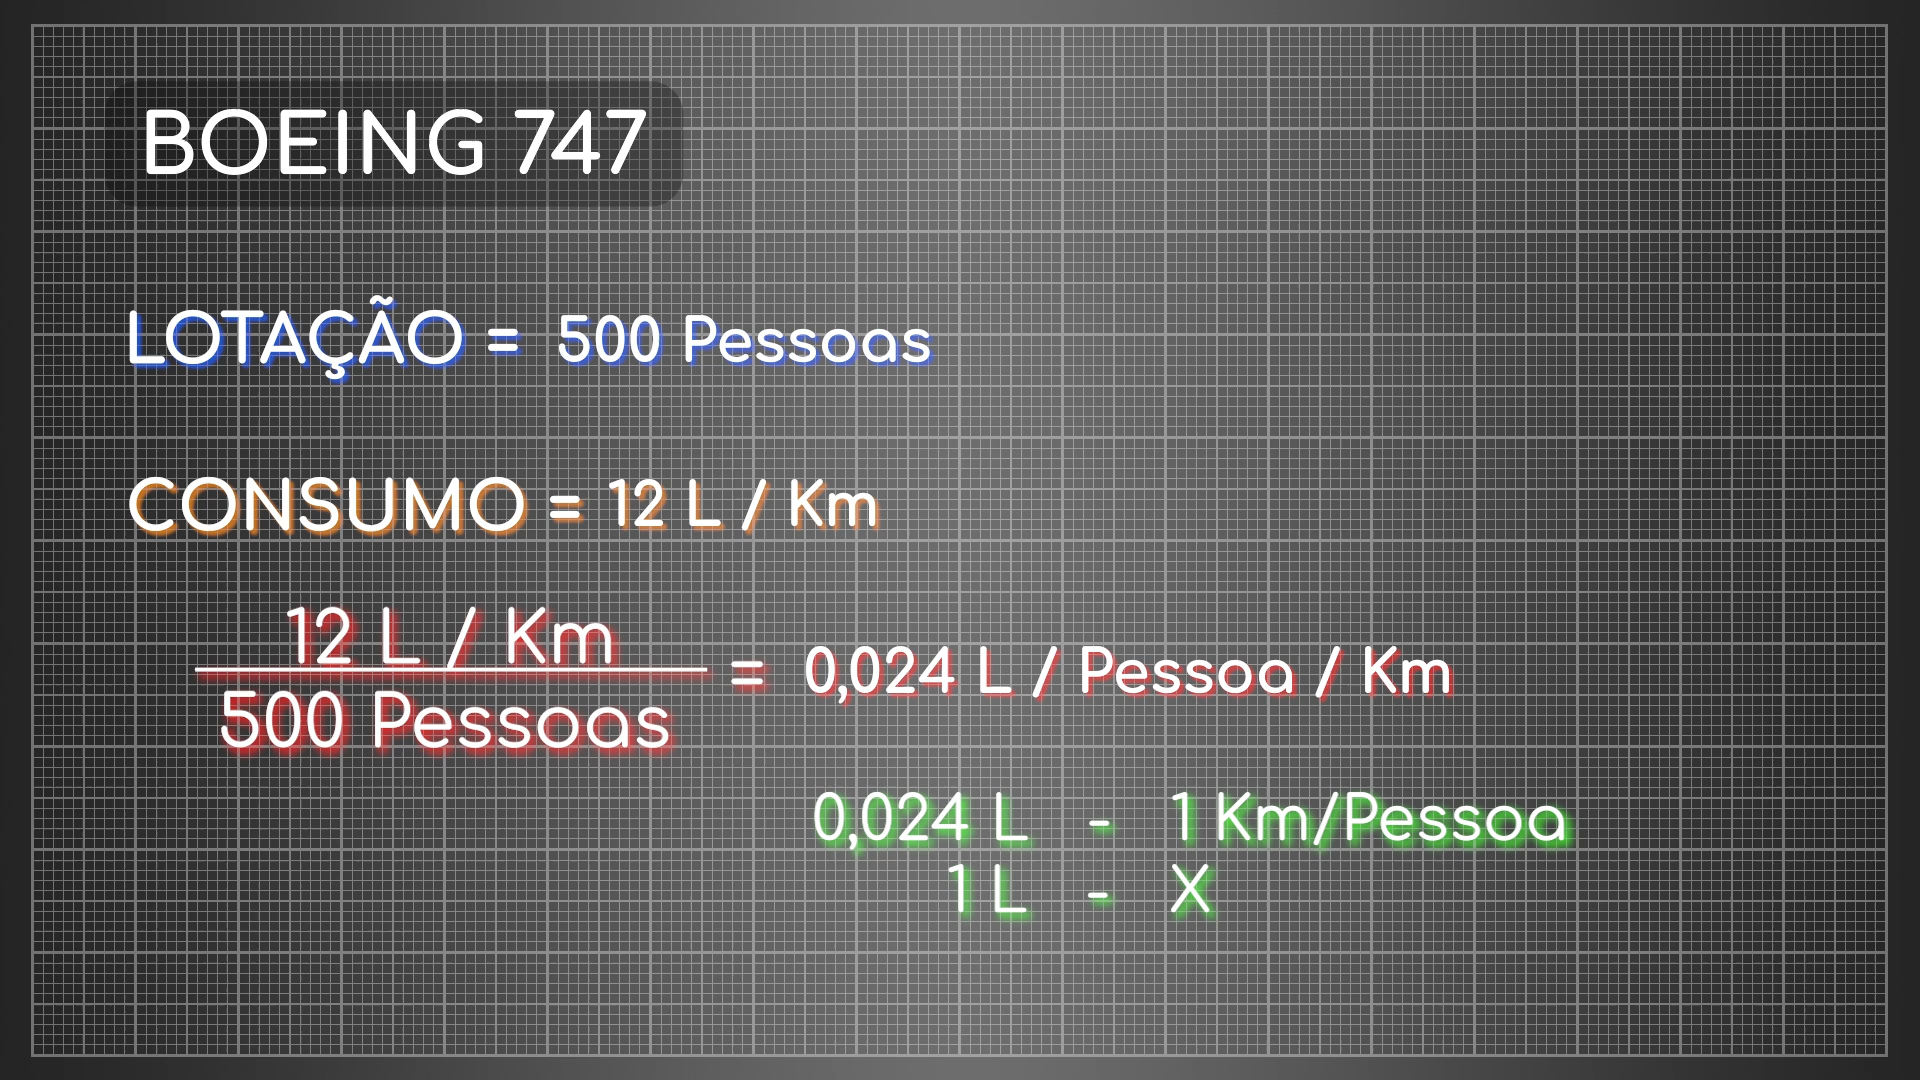 BOEING 747
LOTAÇÃO = 500 Pessoas
CONSUMO = 12 L / Km
12 L / Km
500 Pessoas
= 0,024 L / Pessoa / Km
0,024 L - 1 Km/Pessoa
1 L - X